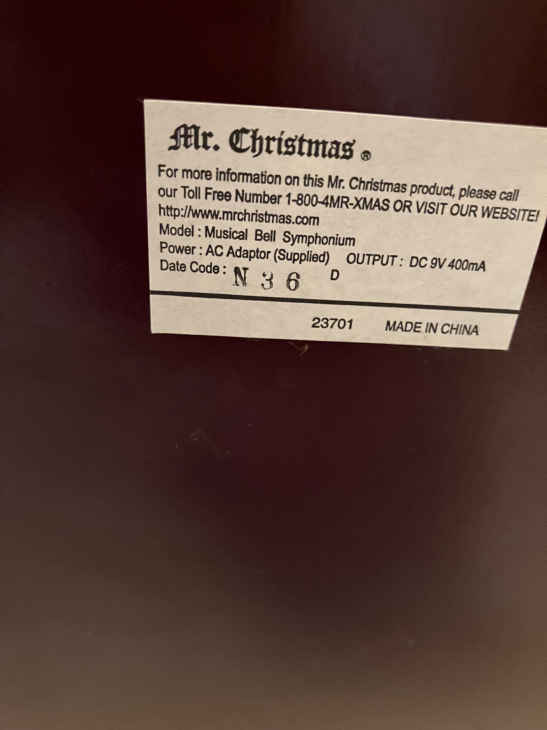 Mr. Christmas ®
For more information on this Mr. Christmas product, please call
our Toll Free Number 1-800-4MR-XMAS OR VISIT OUR WEBSITE!
http://www.mrchristmas.com
Model : Musical Bell Symphonium
Power : AC Adaptor (Supplied) OUTPUT : DC 9V 400mA
Date Code : N 3 6 D
23701 MADE IN CHINA